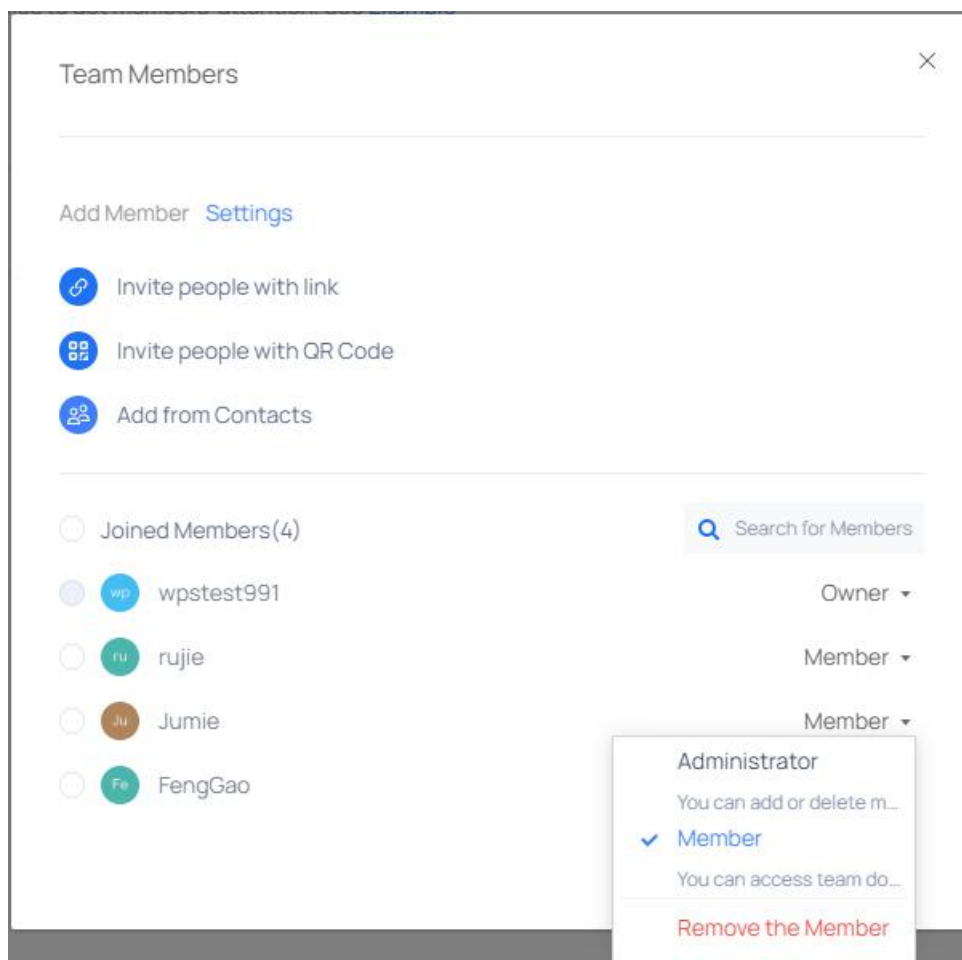 Team Members
Add Member Settings
Invite people with link
Invite people with QR Code
Add from Contacts
Joined Members(4)
Search for Members
wp
wpstest991
Owner
ru
rujie
Member
Ju
Jumie
Member
Fe
FengGao
Administrator
You can add or delete m...
Member
You can access team do...
Remove the Member